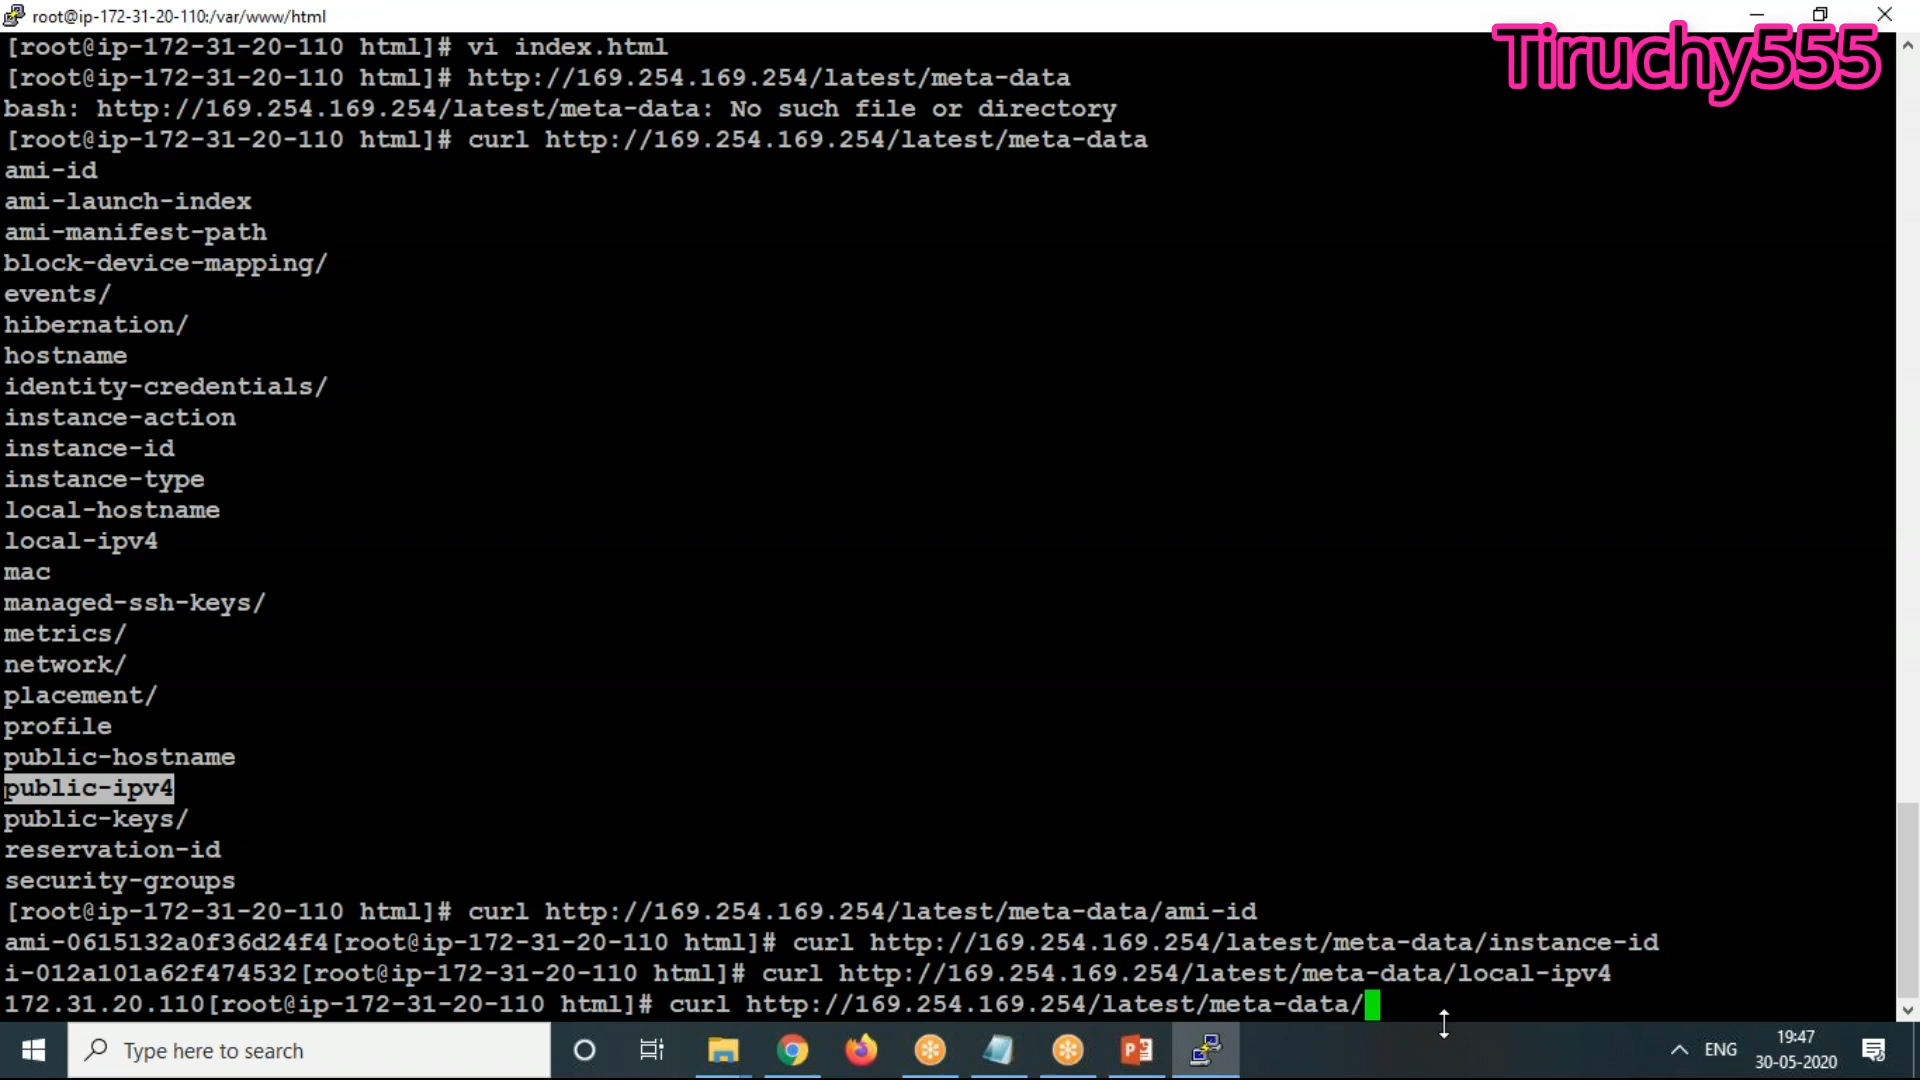 root@ip-172-31-20-110:/var/www/html
Tiruchy555
[root@ip-172-31-20-110 html]# vi index.html
[root@ip-172-31-20-110 html]# http://169.254.169.254/latest/meta-data
bash: http://169.254.169.254/latest/meta-data: No such file or directory
[root@ip-172-31-20-110 html]# curl http://169.254.169.254/latest/meta-data
ami-id
ami-launch-index
ami-manifest-path
block-device-mapping/
events/
hibernation/
hostname
identity-credentials/
instance-action
instance-id
instance-type
local-hostname
local-ipv4
mac
managed-ssh-keys/
metrics/
network/
placement/
profile
public-hostname
public-ipv4
public-keys/
reservation-id
security-groups
[root@ip-172-31-20-110 html]# curl http://169.254.169.254/latest/meta-data/ami-id
ami-0615132a0f36d24f4[root@ip-172-31-20-110 html]# curl http://169.254.169.254/latest/meta-data/instance-id
i-012a101a62f474532[root@ip-172-31-20-110 html]# curl http://169.254.169.254/latest/meta-data/local-ipv4
172.31.20.110[root@ip-172-31-20-110 html]# curl http://169.254.169.254/latest/meta-data/
Type here to search
ENG
19:47
30-05-2020